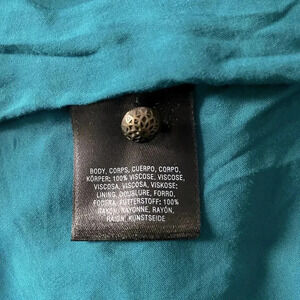 BODY, CORPS, CUERPO, CORPO,
KÖRPER: 100% VISCOSE, VISCOSE,
VISCOSA, VISCOSA, VISKOSE;
LINING, DOUBLURE, FORRO,
FODERA, FUTTERSTOFF: 100%
RAYON, RAYONNE, RAYÓN,
RAION, KUNSTSEIDE